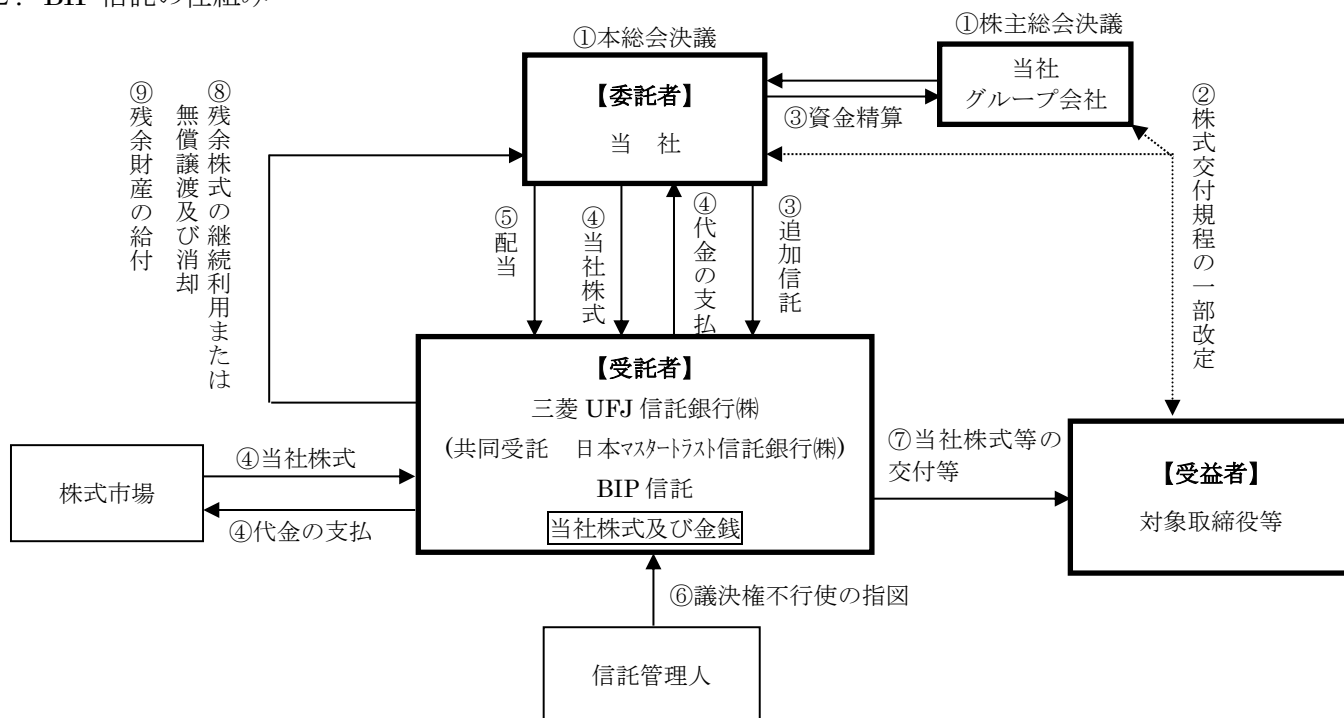 2. BIP 信託の仕組み
①本総会決議
①株主総会決議
【委託者】
当 社
当社
グループ会社
③資金精算
②株式交付規程の一部改定
⑨残余財産の給付
⑧残余株式の継続利用または
無償譲渡及び消却
⑤配当
④当社株式
④代金の支払
③追加信託
【受託者】
三菱 UFJ 信託銀行㈱
(共同受託 日本マスタートラスト信託銀行㈱)
BIP 信託
当社株式及び金銭
株式市場
④当社株式
④代金の支払
⑦当社株式等の
交付等
【受益者】
対象取締役等
⑥議決権不行使の指図
信託管理人